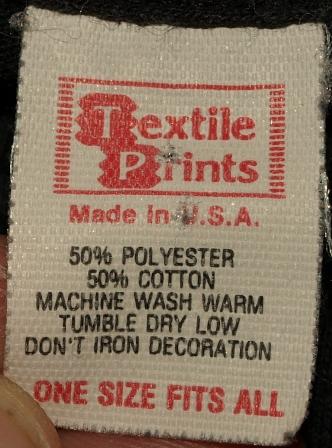 Textile
Prints
Made in U.S.A.
50% POLYESTER
50% COTTON
MACHINE WASH WARM
TUMBLE DRY LOW
DON'T IRON DECORATION
ONE SIZE FITS ALL